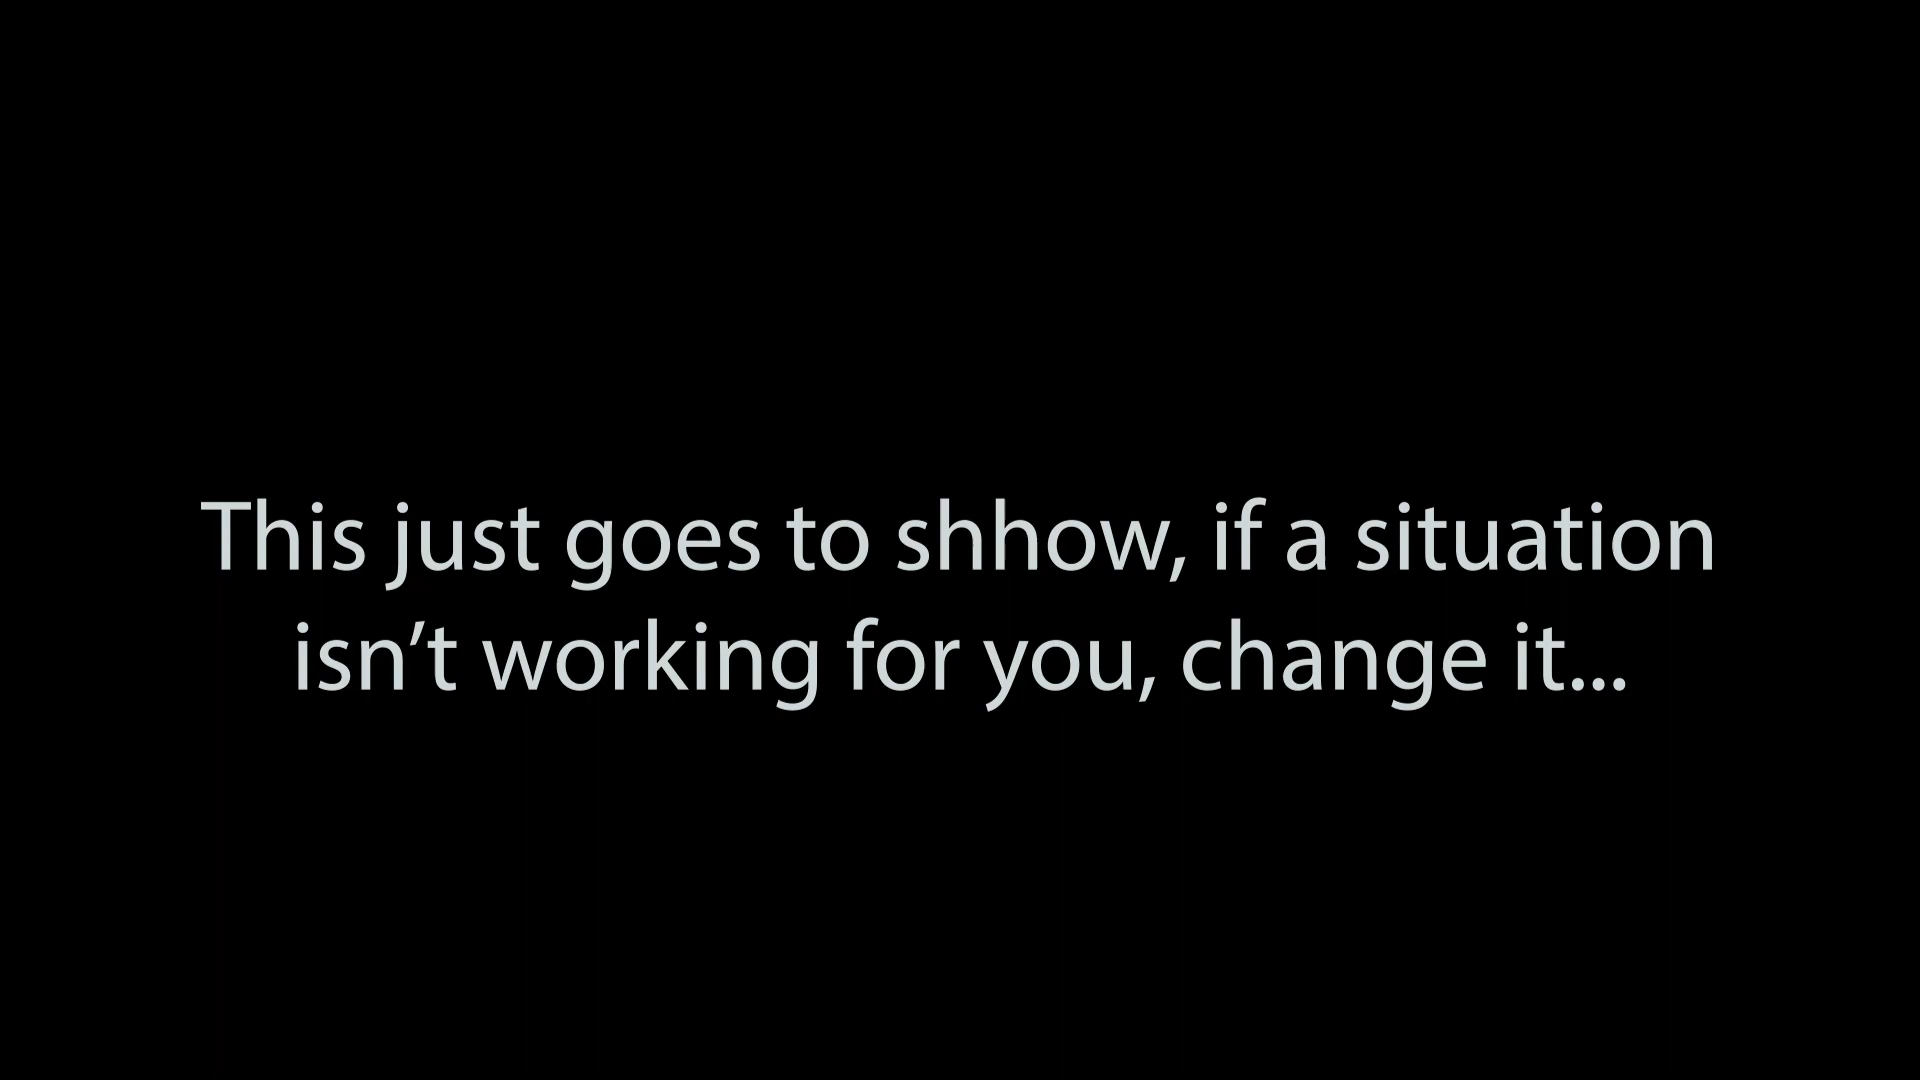 This just goes to shhow, if a situation
isn’t working for you, change it...